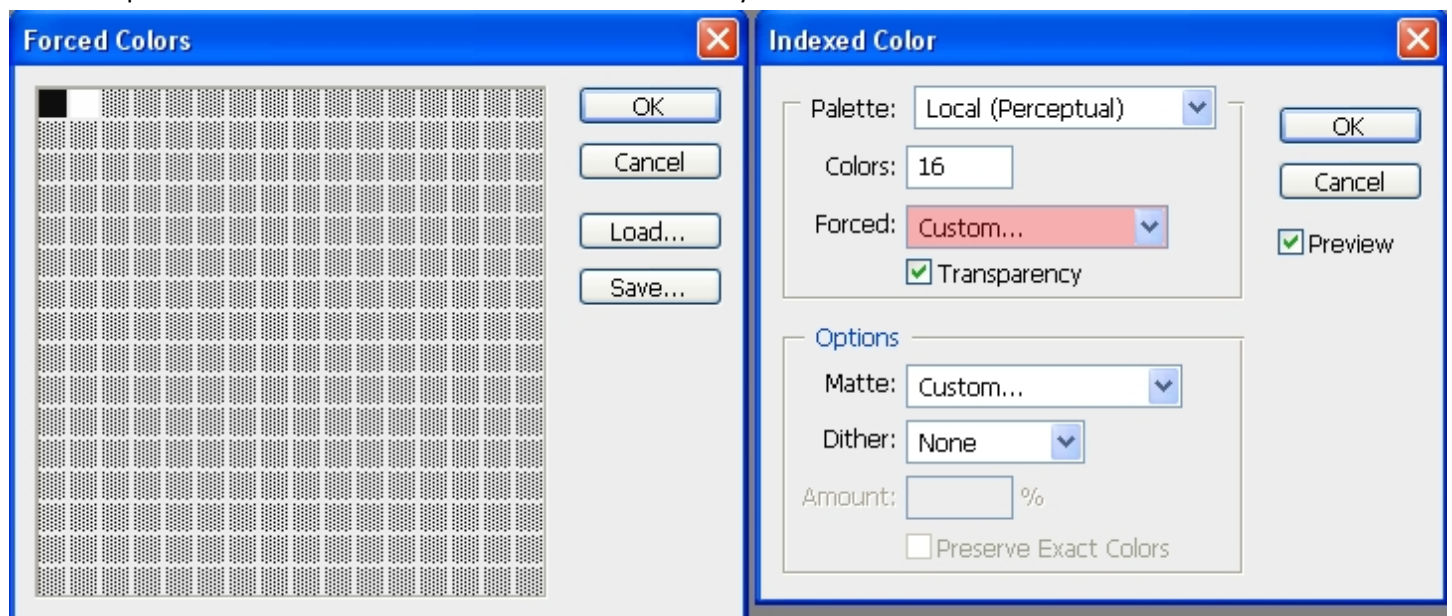 Forced Colors
OK
Cancel
Load...
Save...
Indexed Color
Palette: Local (Perceptual)
Colors: 16
Forced: Custom...
Transparency
OK
Cancel
Preview
Options
Matte: Custom...
Dither: None
Amount: %
Preserve Exact Colors